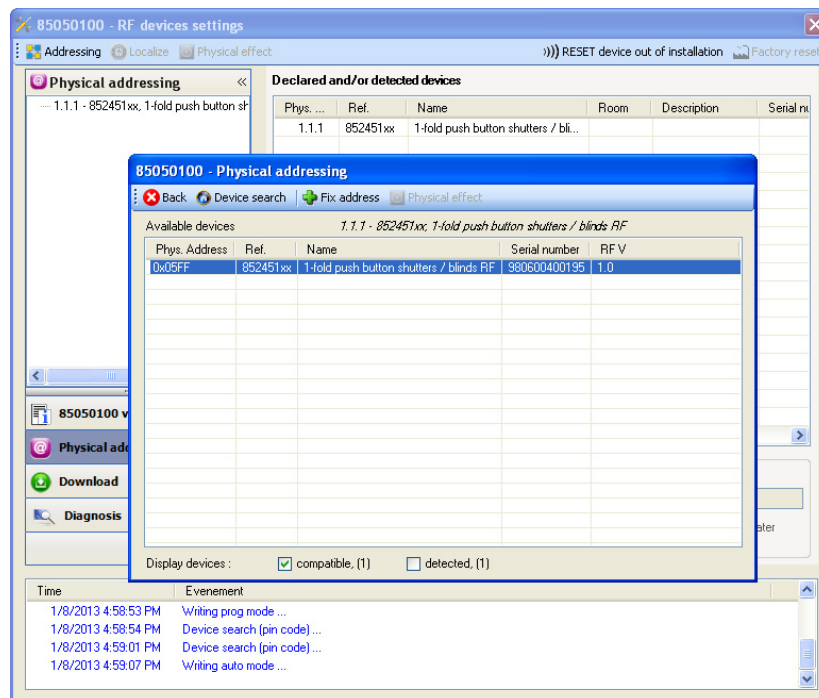 85050100 - RF devices settings
Addressing Localize Physical effect ))) RESET device out of installation Factory reset
Physical addressing «
Declared and/or detected devices
1.1.1 - 852451xx, 1-fold push button sh
Phys. ... Ref. Name Room Description Serial nu
1.1.1 852451xx 1-fold push button shutters / bli...
85050100 - Physical addressing
Back Device search Fix address Physical effect
Available devices 1.1.1 - 852451xx, 1-fold push button shutters / blinds RF
Phys. Address Ref. Name Serial number RF V
0x05FF 852451xx 1-fold push button shutters / blinds RF 980600400195 1.0
85050100 v
Physical add
Download
Diagnosis
ater
Display devices : compatible, (1) detected, (1)
Time Evenement
1/8/2013 4:58:53 PM Writing prog mode ...
1/8/2013 4:58:54 PM Device search (pin code) ...
1/8/2013 4:59:01 PM Device search (pin code) ...
1/8/2013 4:59:07 PM Writing auto mode ...